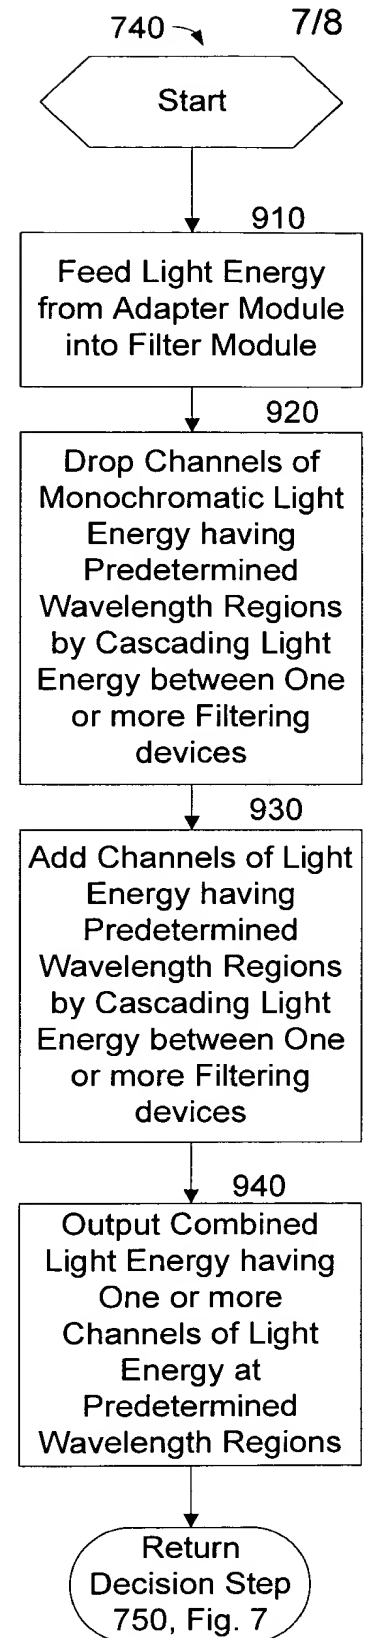 740
7/8
Start
910
Feed Light Energy
from Adapter Module
into Filter Module
920
Drop Channels of
Monochromatic Light
Energy having
Predetermined
Wavelength Regions
by Cascading Light
Energy between One
or more Filtering
devices
930
Add Channels of Light
Energy having
Predetermined
Wavelength Regions
by Cascading Light
Energy between One
or more Filtering
devices
940
Output Combined
Light Energy having
One or more
Channels of Light
Energy at
Predetermined
Wavelength Regions
Return
Decision Step
750, Fig. 7